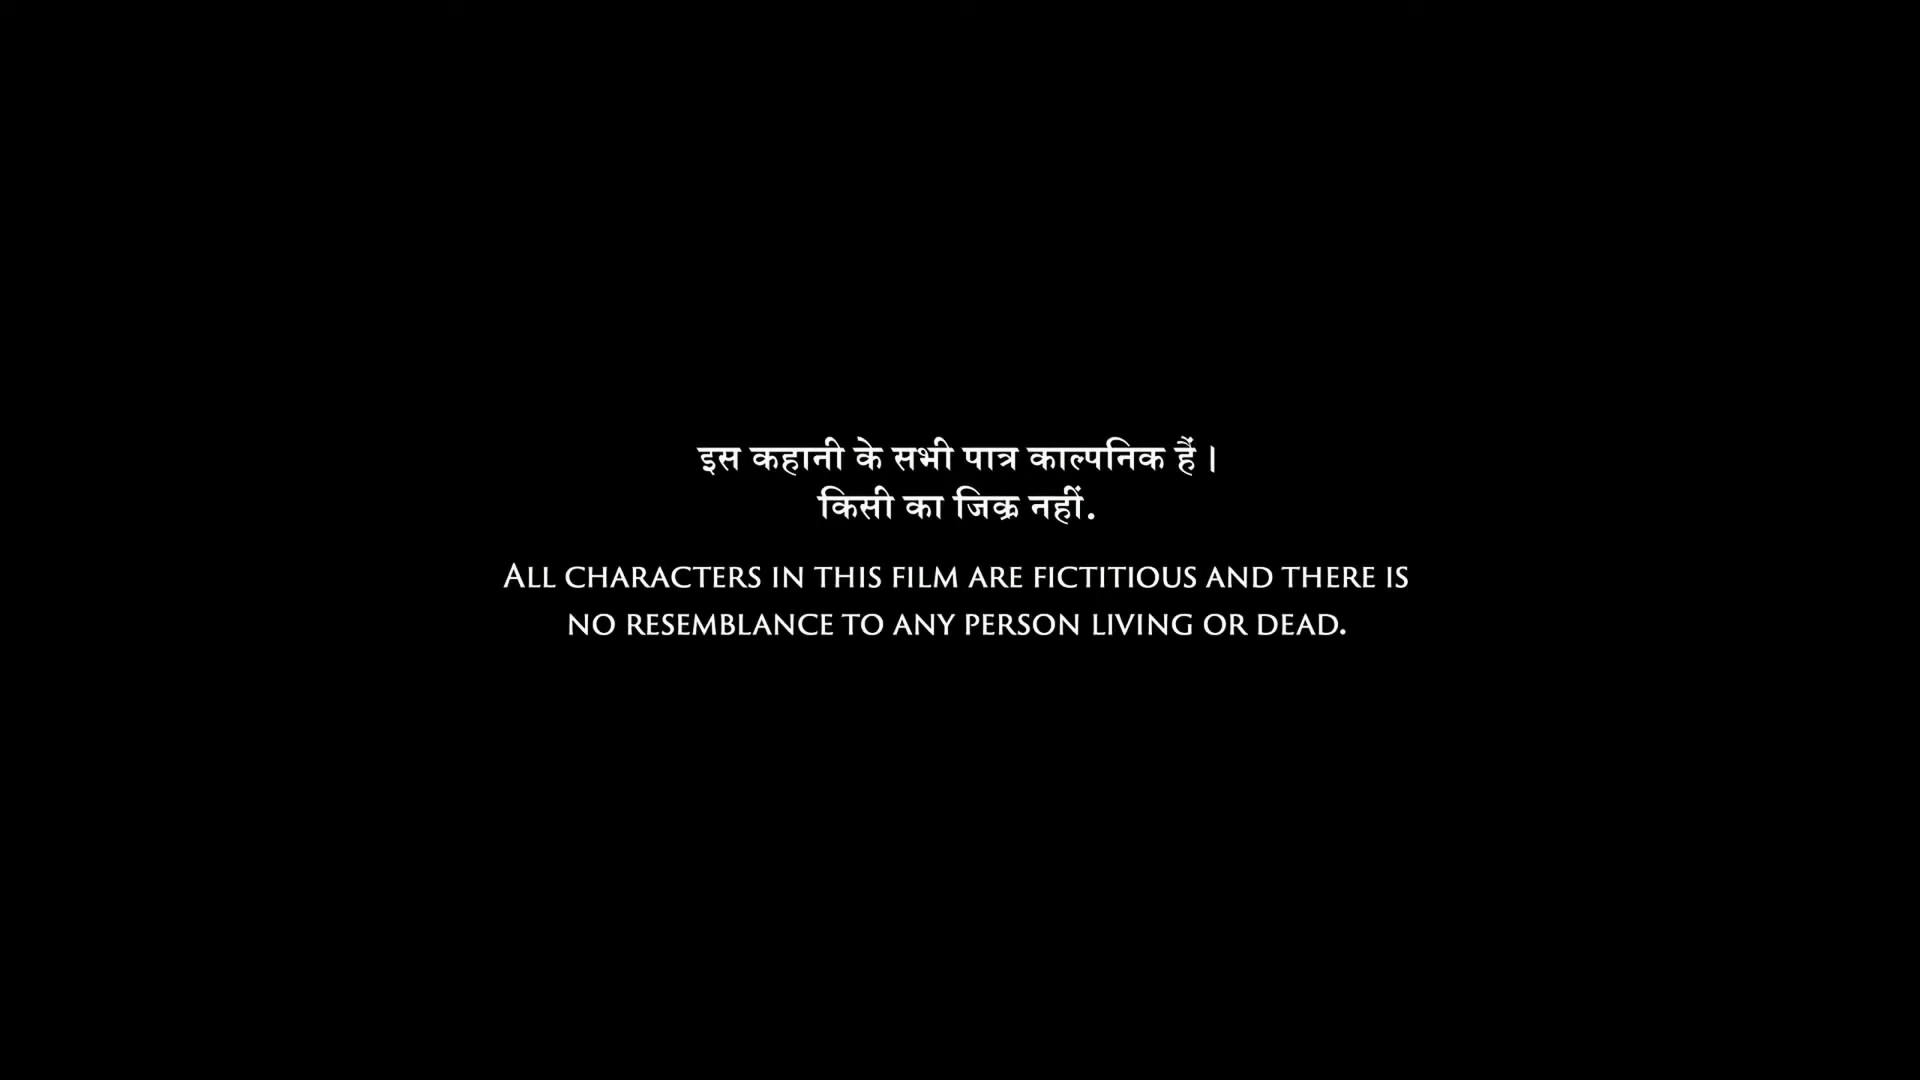 इस कहानी के सभी पात्र काल्पनिक हैं।
किसी का जिक्र नहीं.
ALL CHARACTERS IN THIS FILM ARE FICTITIOUS AND THERE IS
NO RESEMBLANCE TO ANY PERSON LIVING OR DEAD.